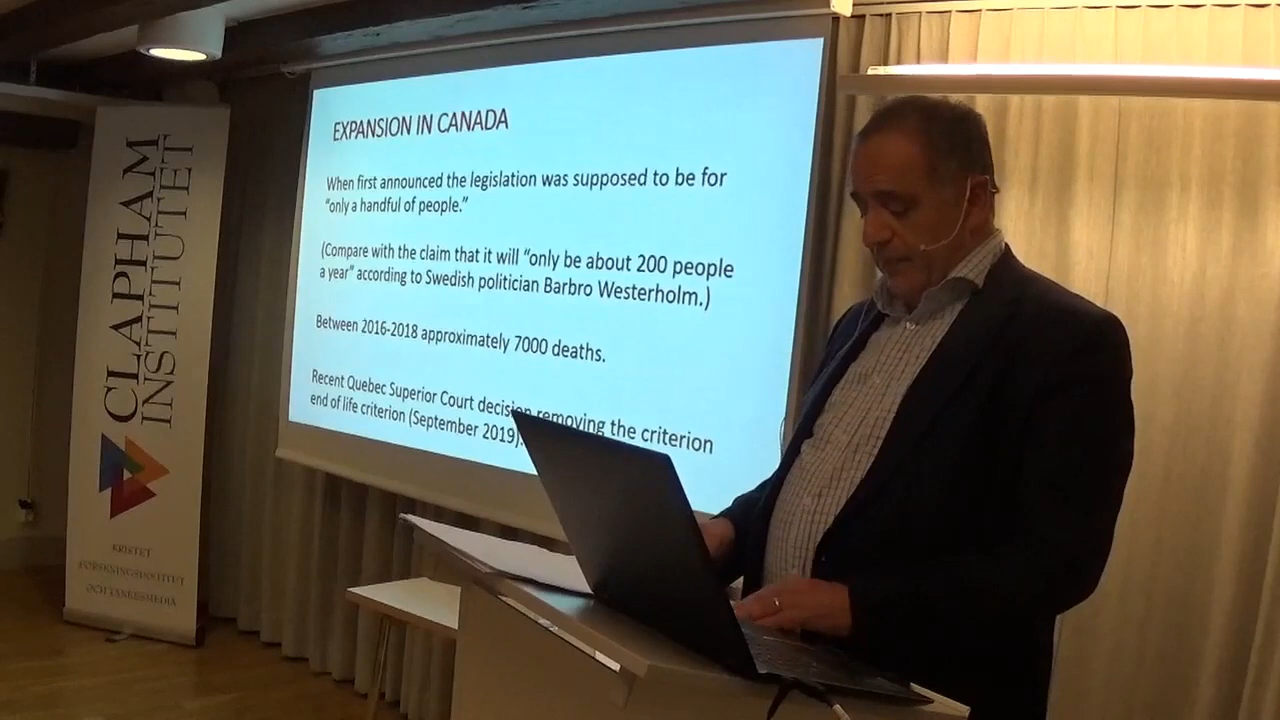 CLAPHAM
INSTITUTET
KRISTET
FORSKNINGSINSTITUT
OCH TANKESMEDJA
EXPANSION IN CANADA
When first announced the legislation was supposed to be for
“only a handful of people.”
(Compare with the claim that it will “only be about 200 people
a year” according to Swedish politician Barbro Westerholm.)
Between 2016-2018 approximately 7000 deaths.
Recent Quebec Superior Court decision removing the criterion
end of life criterion (September 2019).